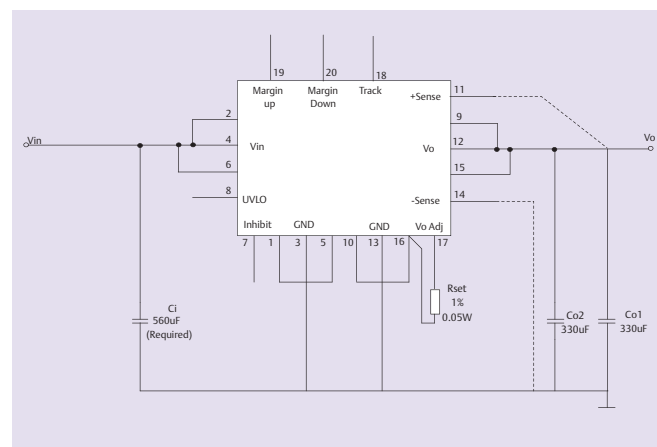 19
20
18
Margin
up
Margin
Down
Track
+Sense
11
2
9
Vin
4
Vin
Vo
12
Vo
6
15
8
UVLO
-Sense
14
Inhibit
GND
GND
Vo Adj
7
1
3
5
10
13
16
17
Rset
1%
0.05W
Ci
560uF
(Required)
Co2
330uF
Co1
330uF